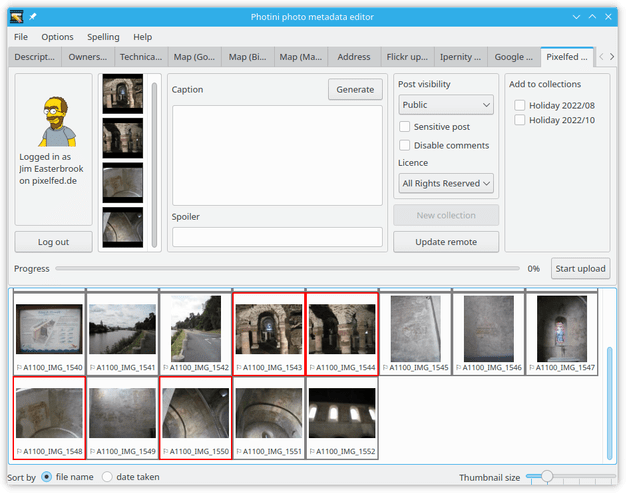 Photini photo metadata editor
File Options Spelling Help
Descript... Owners... Technica... Map (Go... Map (Bi... Map (Ma... Address Flickr up... Ipernity ... Google ... Pixelfed ...
Logged in as
Jim Easterbrook
on pixelfed.de
Log out
Caption
Generate
Spoiler
Post visibility
Public
Sensitive post
Disable comments
Licence
All Rights Reserved
New collection
Update remote
Add to collections
Holiday 2022/08
Holiday 2022/10
Progress 0% Start upload
A1100_IMG_1540 A1100_IMG_1541 A1100_IMG_1542 A1100_IMG_1543 A1100_IMG_1544 A1100_IMG_1545 A1100_IMG_1546 A1100_IMG_1547
A1100_IMG_1548 A1100_IMG_1549 A1100_IMG_1550 A1100_IMG_1551 A1100_IMG_1552
Sort by file name date taken Thumbnail size